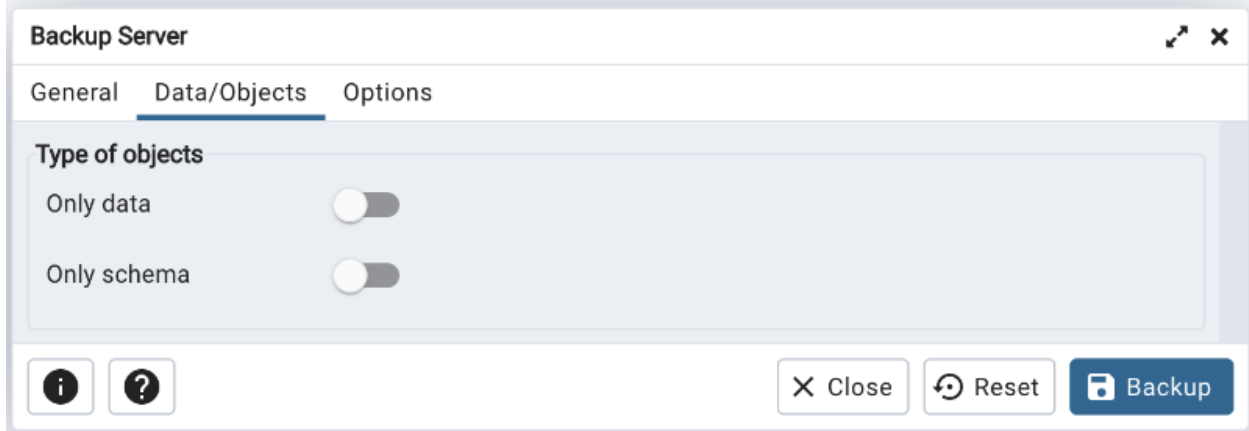 Backup Server
General Data/Objects Options
Type of objects
Only data
Only schema
Close Reset Backup